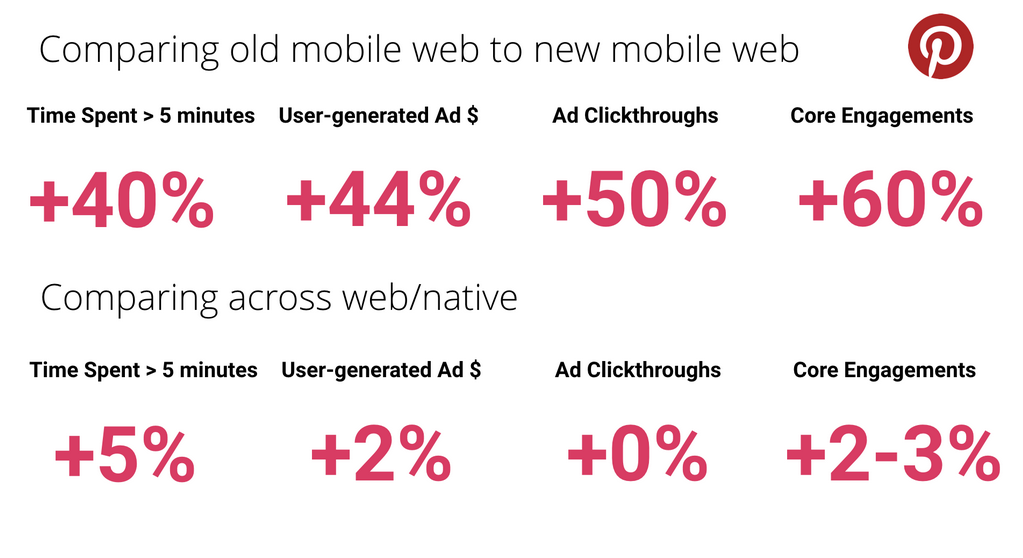 Comparing old mobile web to new mobile web
Time Spent > 5 minutes
User-generated Ad $
Ad Clickthroughs
Core Engagements
+40%
+44%
+50%
+60%
Comparing across web/native
Time Spent > 5 minutes
User-generated Ad $
Ad Clickthroughs
Core Engagements
+5%
+2%
+0%
+2-3%